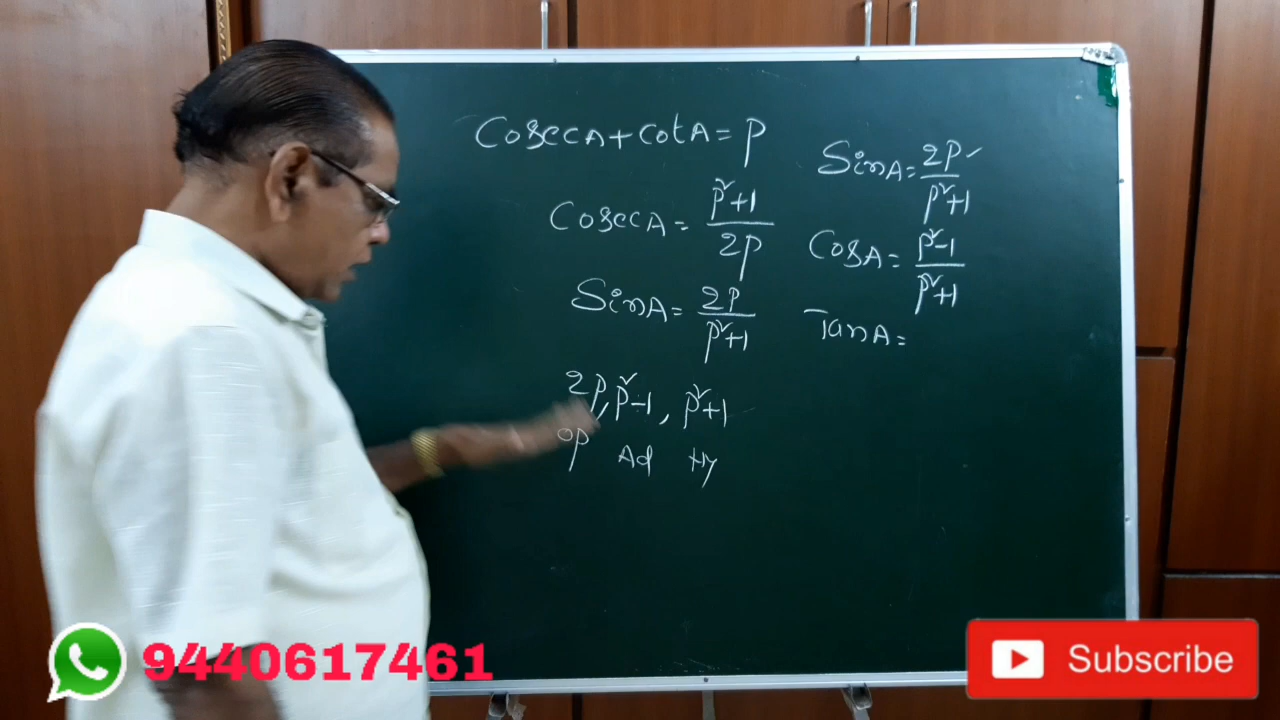 CosecA + cotA = p
CosecA = p²+1 / 2p
SinA = 2p / p²+1
2p, p²-1, p²+1
OP Ad Hy
SinA = 2p / p²+1
CosA = p²-1 / p²+1
TanA =
9440617461
Subscribe